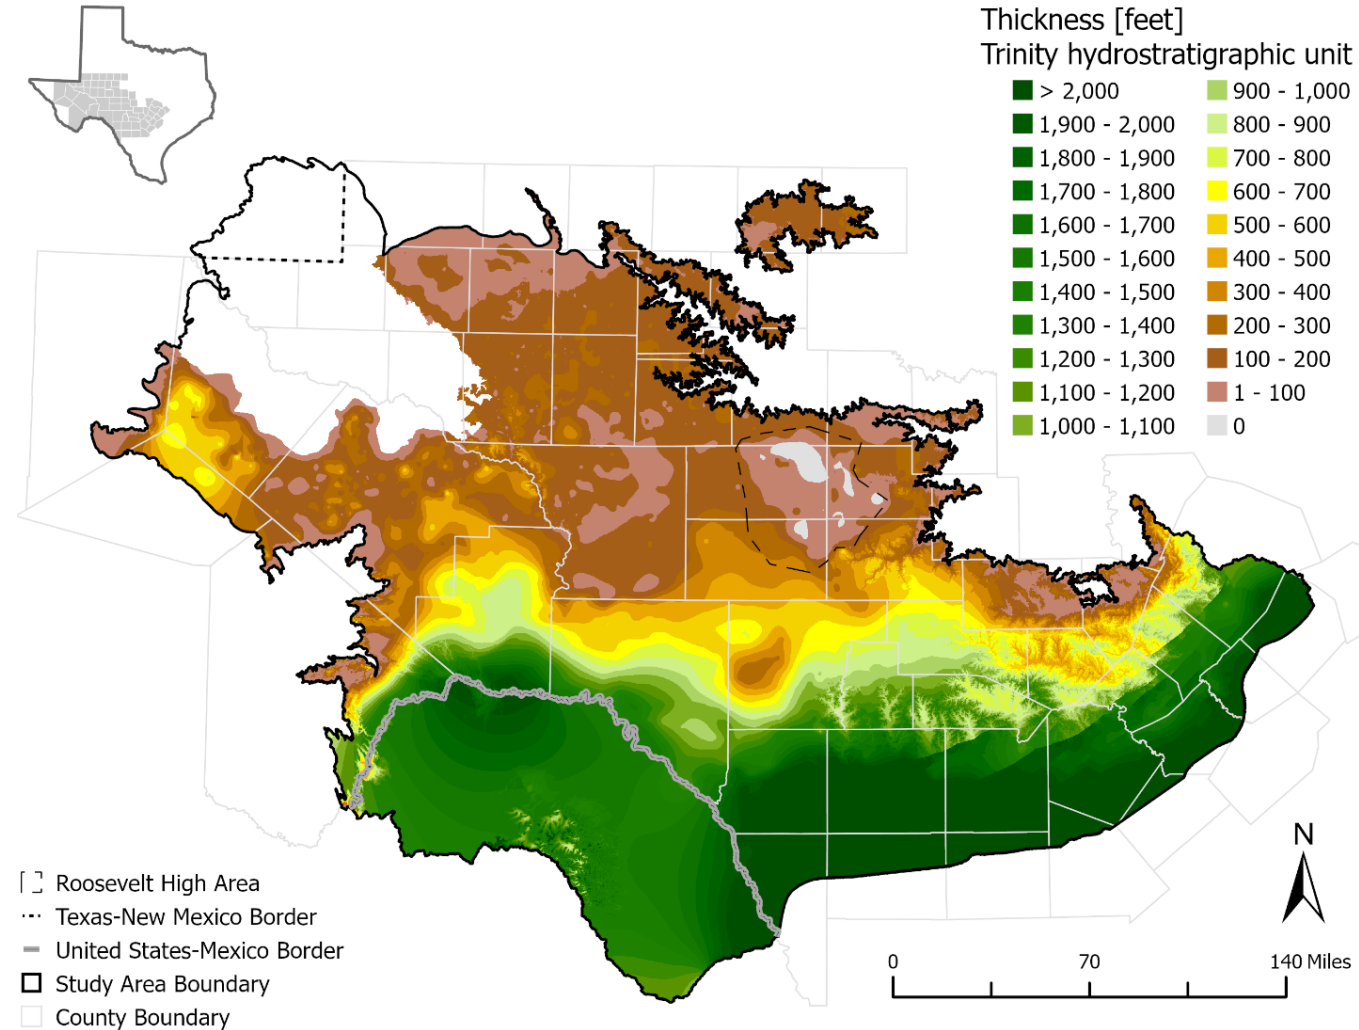 Thickness [feet]
Trinity hydrostratigraphic unit
> 2,000
1,900 - 2,000
1,800 - 1,900
1,700 - 1,800
1,600 - 1,700
1,500 - 1,600
1,400 - 1,500
1,300 - 1,400
1,200 - 1,300
1,100 - 1,200
1,000 - 1,100
900 - 1,000
800 - 900
700 - 800
600 - 700
500 - 600
400 - 500
300 - 400
200 - 300
100 - 200
1 - 100
0
Roosevelt High Area
Texas-New Mexico Border
United States-Mexico Border
Study Area Boundary
County Boundary
N
0 70 140 Miles